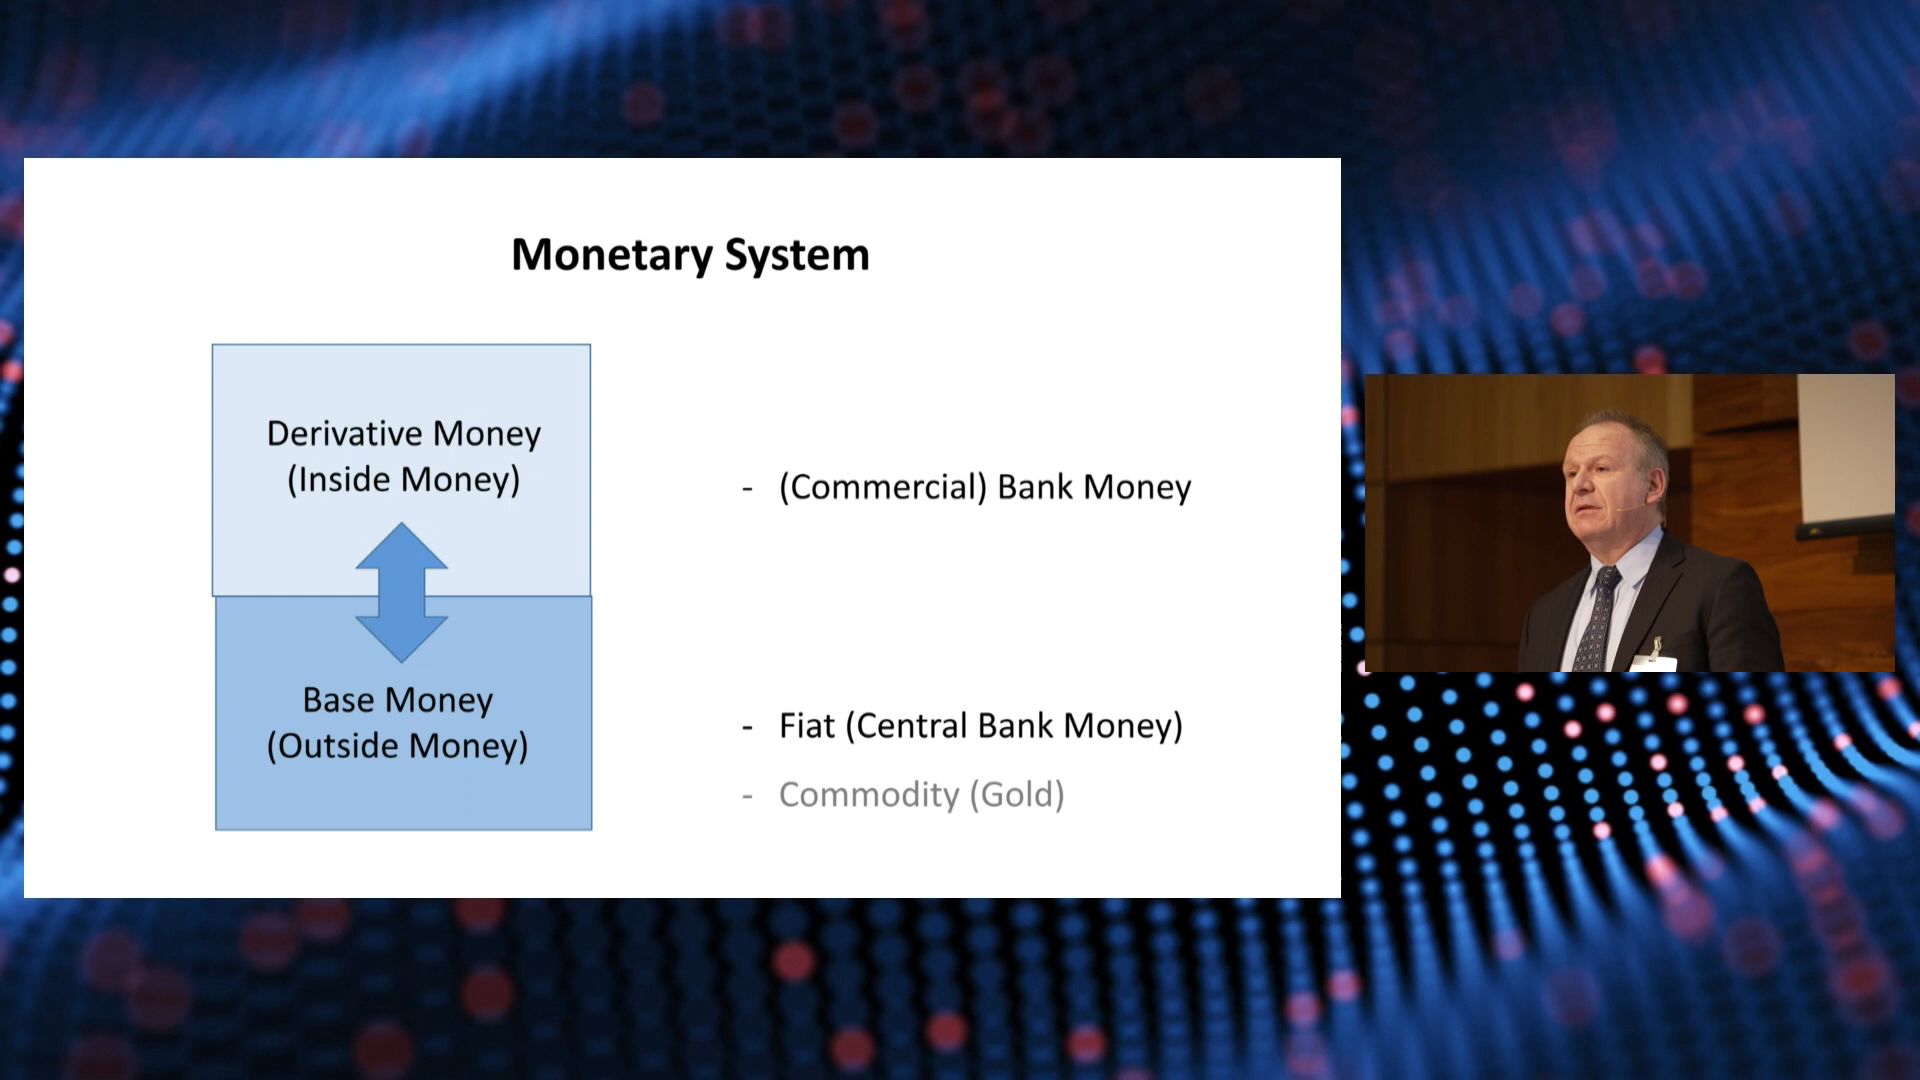 Monetary System
Derivative Money
(Inside Money)
- (Commercial) Bank Money
Base Money
(Outside Money)
- Fiat (Central Bank Money)
- Commodity (Gold)